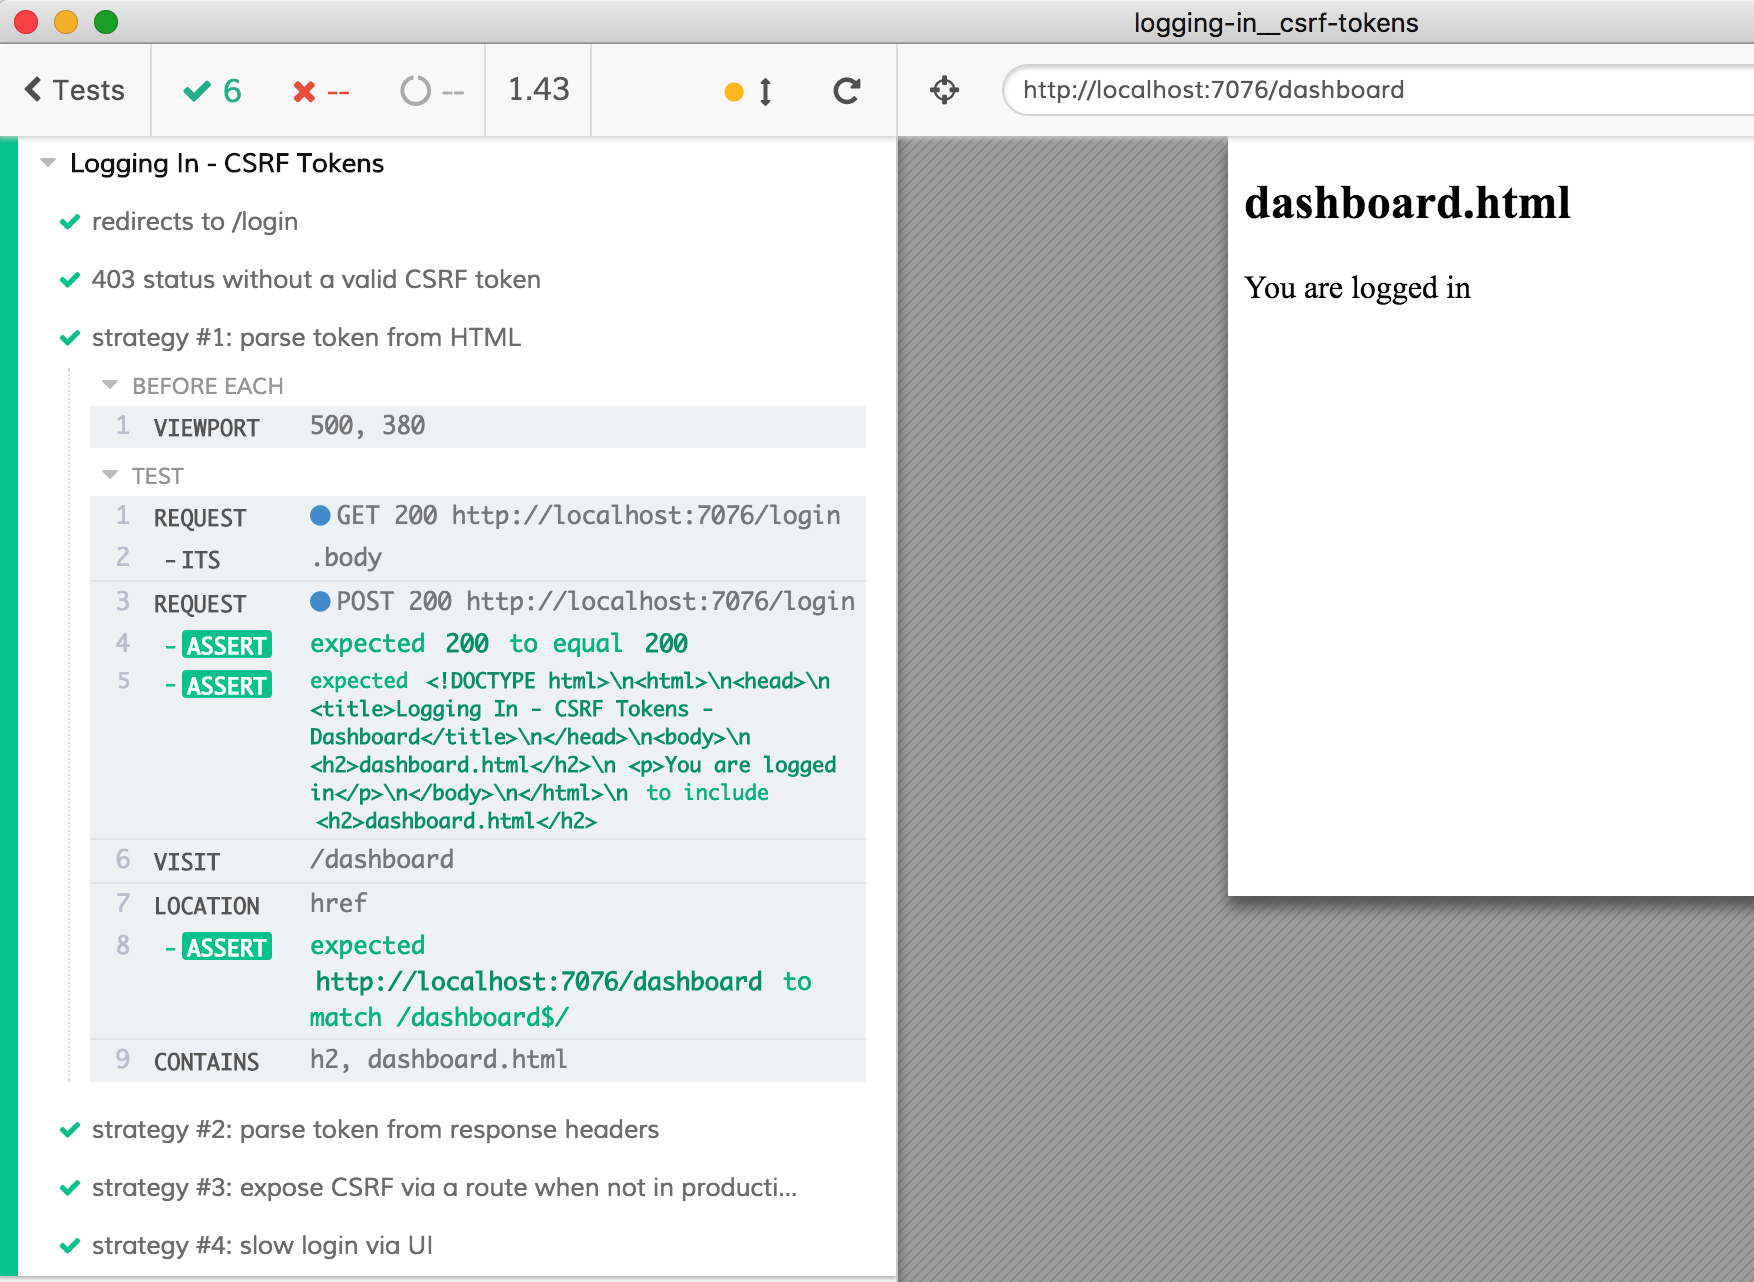 logging-in__csrf-tokens
Tests 6 -- -- 1.43 http://localhost:7076/dashboard
Logging In - CSRF Tokens
redirects to /login
403 status without a valid CSRF token
strategy #1: parse token from HTML
BEFORE EACH
1 VIEWPORT 500, 380
TEST
1 REQUEST GET 200 http://localhost:7076/login
2 - ITS .body
3 REQUEST POST 200 http://localhost:7076/login
4 - ASSERT expected 200 to equal 200
5 - ASSERT expected <!DOCTYPE html>\n<html>\n<head>\n
<title>Logging In - CSRF Tokens -
Dashboard</title>\n</head>\n<body>\n
<h2>dashboard.html</h2>\n <p>You are logged
in</p>\n</body>\n</html>\n to include
<h2>dashboard.html</h2>
6 VISIT /dashboard
7 LOCATION href
8 - ASSERT expected
http://localhost:7076/dashboard to
match /dashboard$/
9 CONTAINS h2, dashboard.html
strategy #2: parse token from response headers
strategy #3: expose CSRF via a route when not in producti...
strategy #4: slow login via UI
dashboard.html
You are logged in